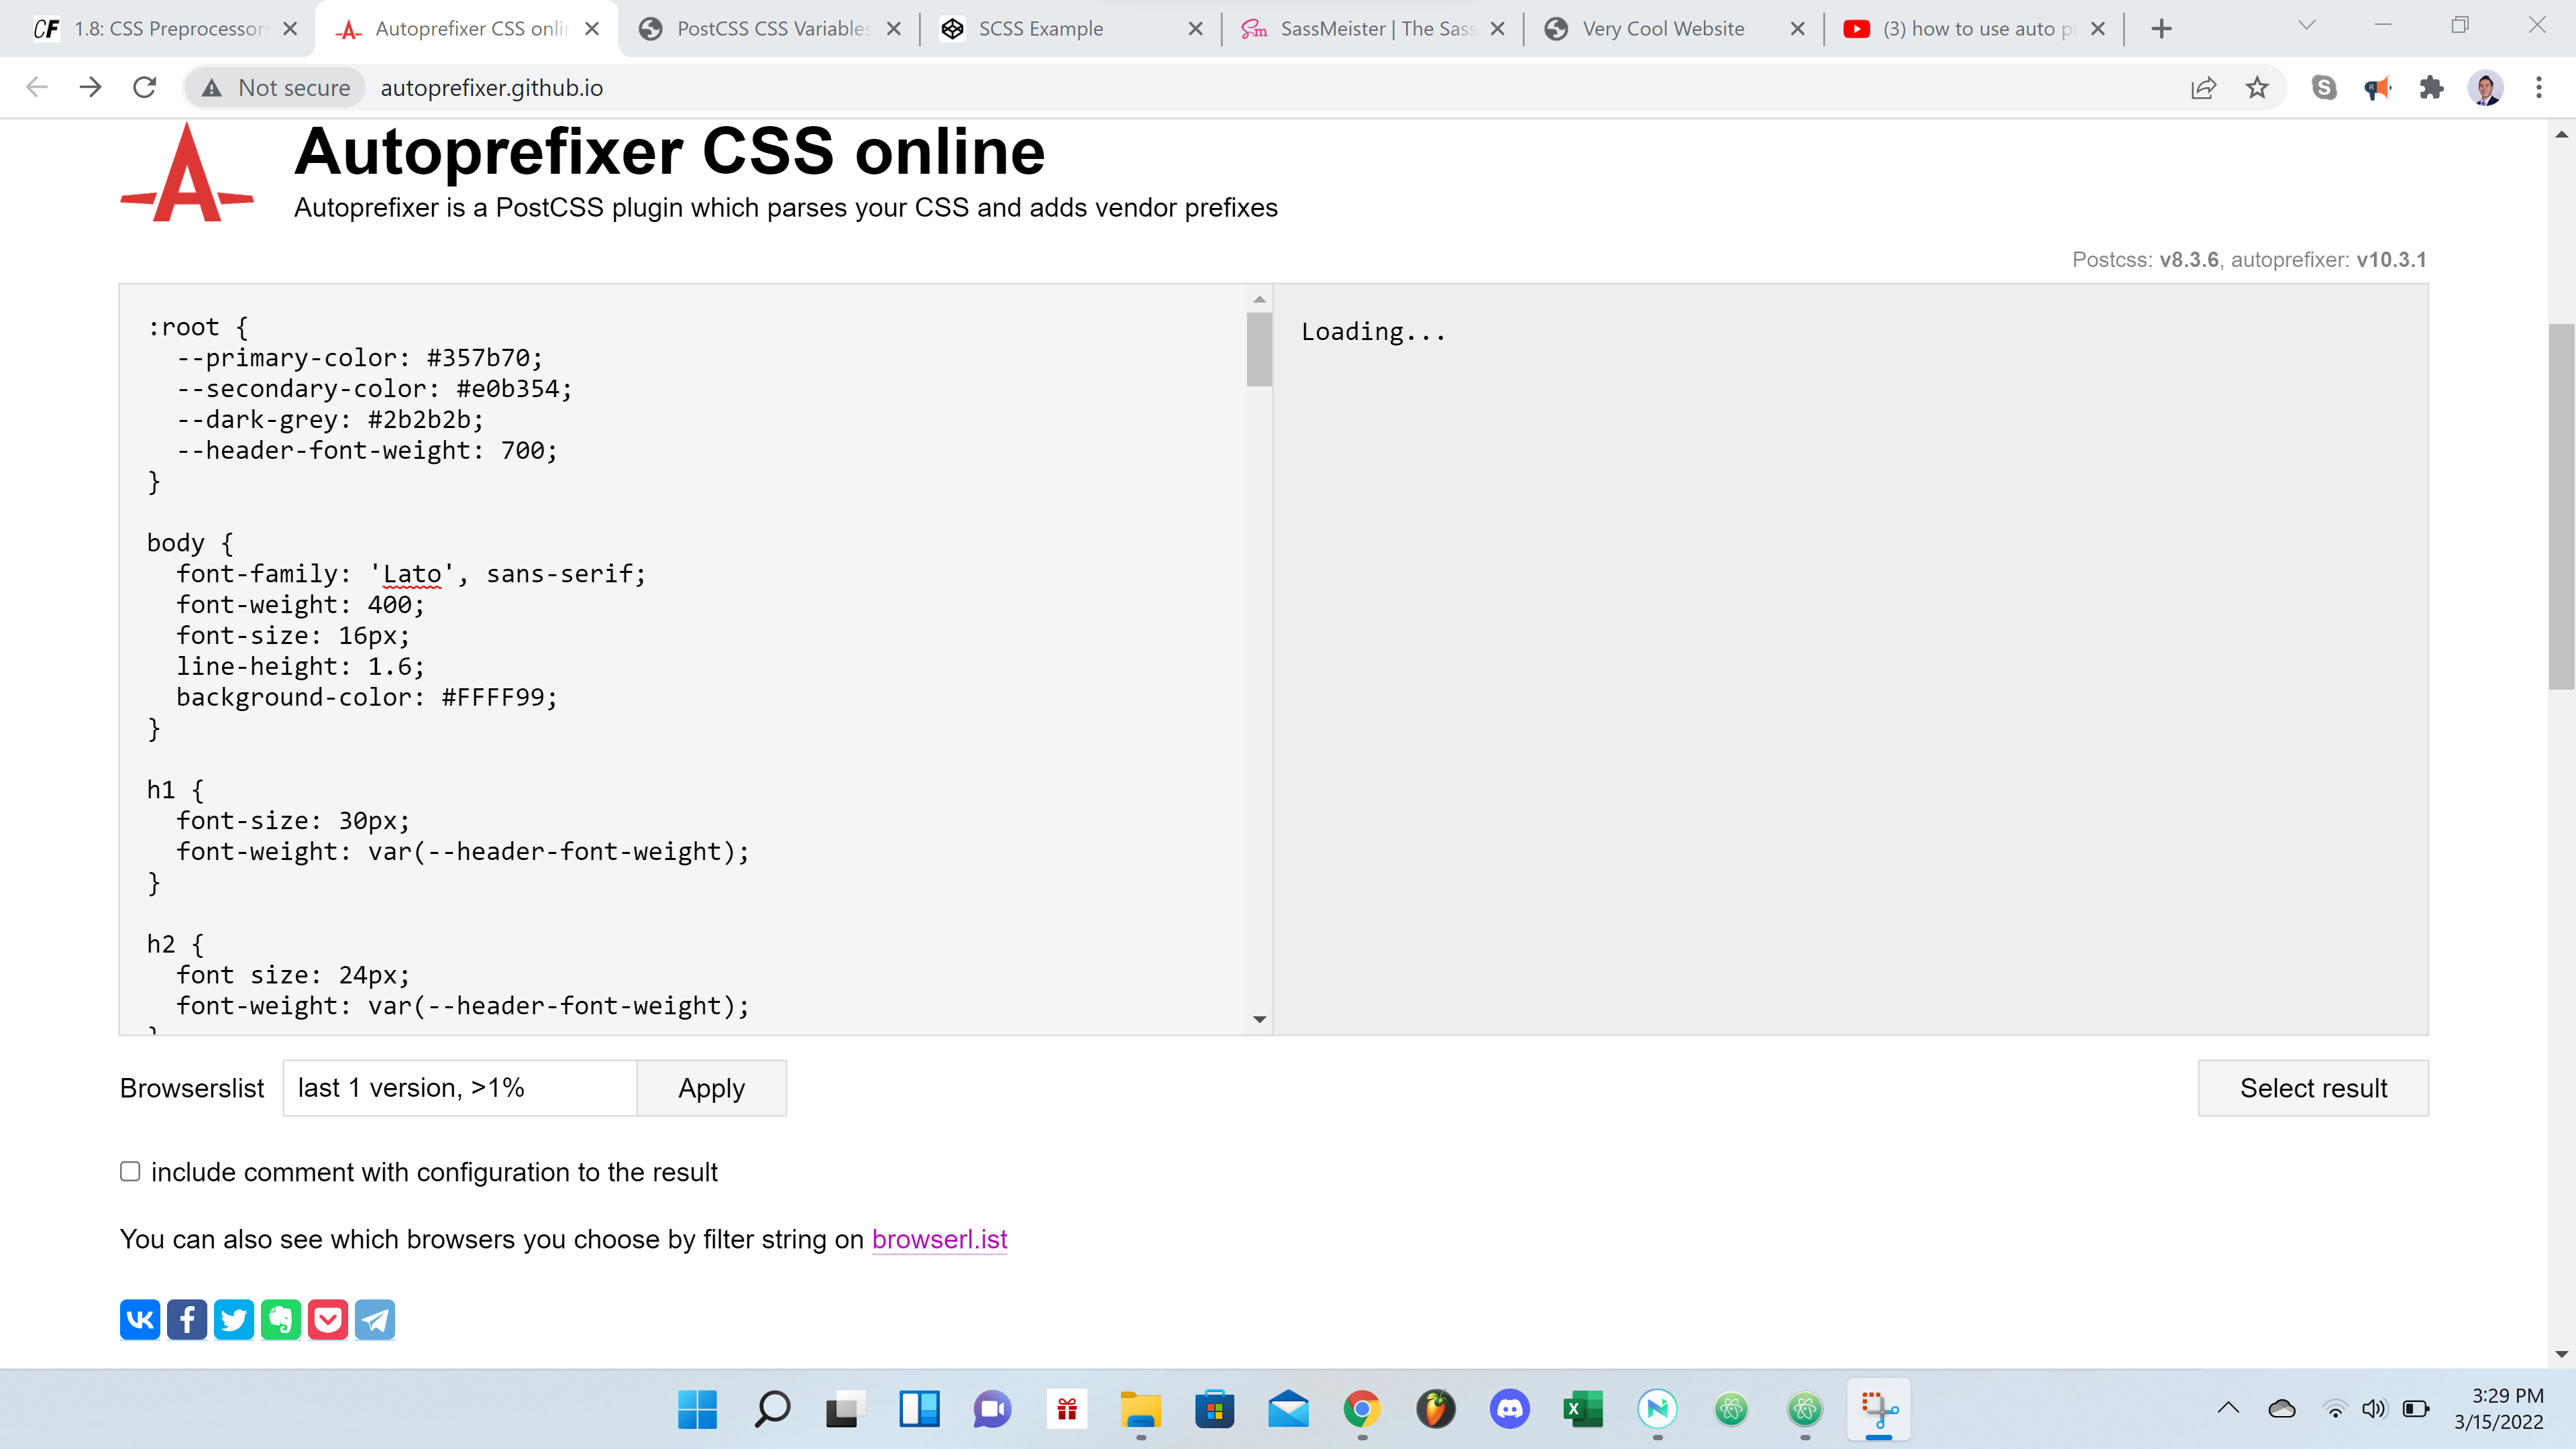 CF 1.8: CSS Preprocessor
Autoprefixer CSS onlin
PostCSS CSS Variables
SCSS Example
Sm SassMeister | The Sass
Very Cool Website
(3) how to use auto p
Not secure
autoprefixer.github.io
Autoprefixer CSS online
Autoprefixer is a PostCSS plugin which parses your CSS and adds vendor prefixes
Postcss: v8.3.6, autoprefixer: v10.3.1
:root {
--primary-color: #357b70;
--secondary-color: #e0b354;
--dark-grey: #2b2b2b;
--header-font-weight: 700;
}
body {
font-family: 'Lato', sans-serif;
font-weight: 400;
font-size: 16px;
line-height: 1.6;
background-color: #FFFF99;
}
h1 {
font-size: 30px;
font-weight: var(--header-font-weight);
}
h2 {
font size: 24px;
font-weight: var(--header-font-weight);
}
Loading...
Browserslist
last 1 version, >1%
Apply
Select result
include comment with configuration to the result
You can also see which browsers you choose by filter string on browserl.ist
3:29 PM
3/15/2022